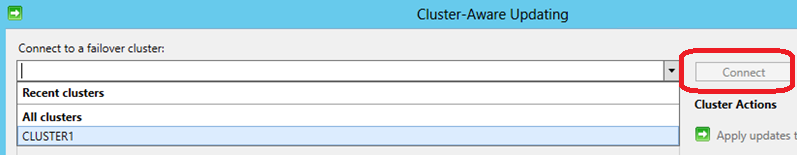 Cluster-Aware Updating
Connect to a failover cluster:
Connect
Recent clusters
All clusters
CLUSTER1
Cluster Actions
Apply updates t